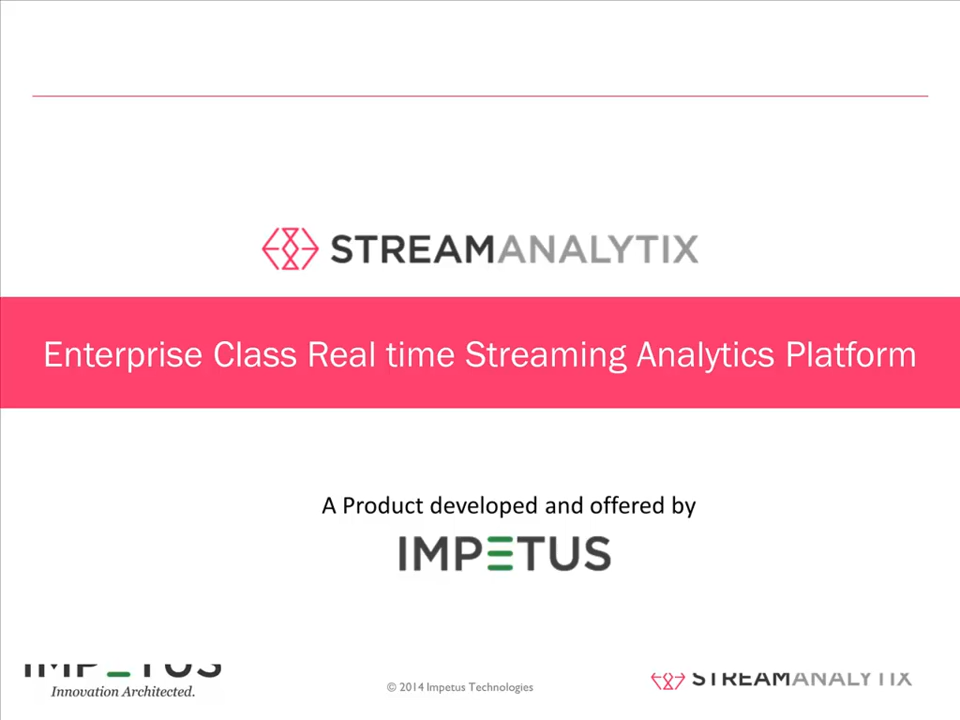 STREAMANALYTIX
Enterprise Class Real time Streaming Analytics Platform
A Product developed and offered by
IMPETUS
IMPETUS
Innovation Architected.
© 2014 Impetus Technologies
STREAMANALYTIX